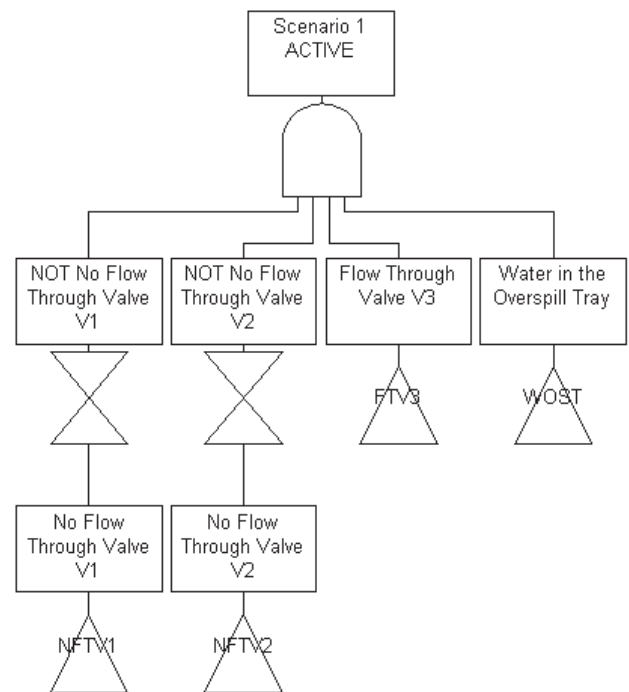 Scenario 1
ACTIVE
NOT No Flow
Through Valve
V1
NOT No Flow
Through Valve
V2
Flow Through
Valve V3
Water in the
Overspill Tray
FTV3
WOST
No Flow
Through Valve
V1
No Flow
Through Valve
V2
NFTV1
NFTV2